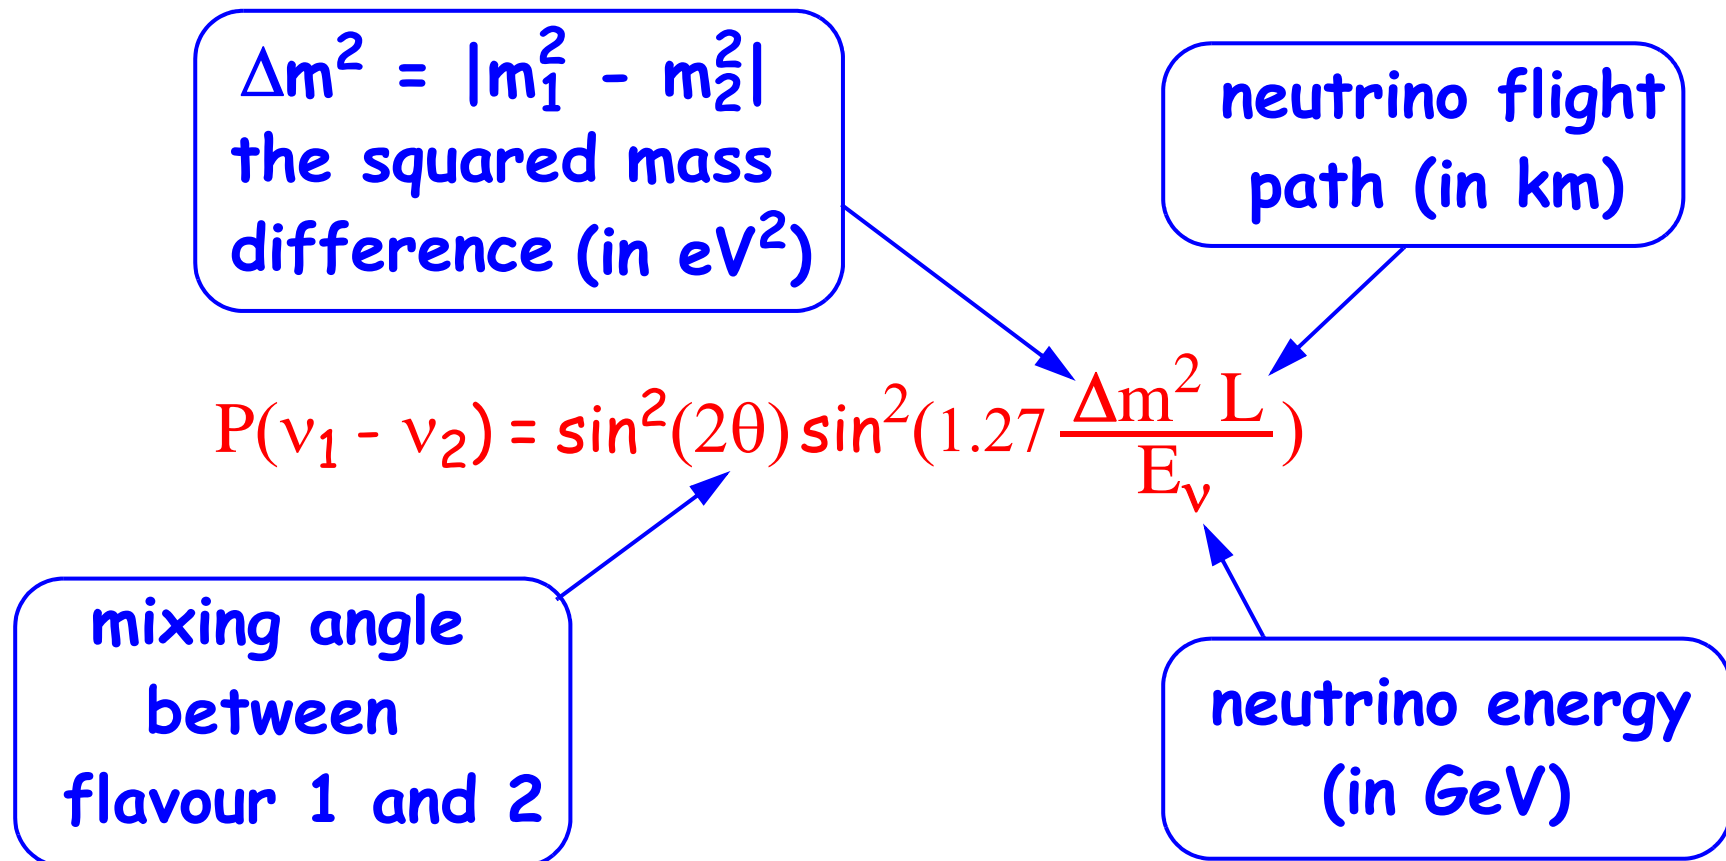 Δm² = |m₁² - m₂²|
the squared mass
difference (in eV²)
neutrino flight
path (in km)
P(ν₁ - ν₂) = sin²(2θ) sin²(1.27 Δm² L / E_ν)
mixing angle
between
flavour 1 and 2
neutrino energy
(in GeV)